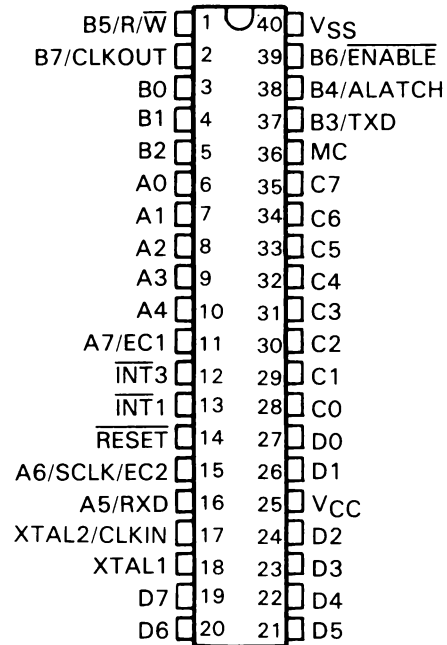 B5/R/W̅ 1 40 VSS
B7/CLKOUT 2 39 B6/E̅N̅A̅B̅L̅E̅
B0 3 38 B4/ALATCH
B1 4 37 B3/TXD
B2 5 36 MC
A0 6 35 C7
A1 7 34 C6
A2 8 33 C5
A3 9 32 C4
A4 10 31 C3
A7/EC1 11 30 C2
I̅N̅T̅3 12 29 C1
I̅N̅T̅1 13 28 C0
R̅E̅S̅E̅T̅ 14 27 D0
A6/SCLK/EC2 15 26 D1
A5/RXD 16 25 VCC
XTAL2/CLKIN 17 24 D2
XTAL1 18 23 D3
D7 19 22 D4
D6 20 21 D5